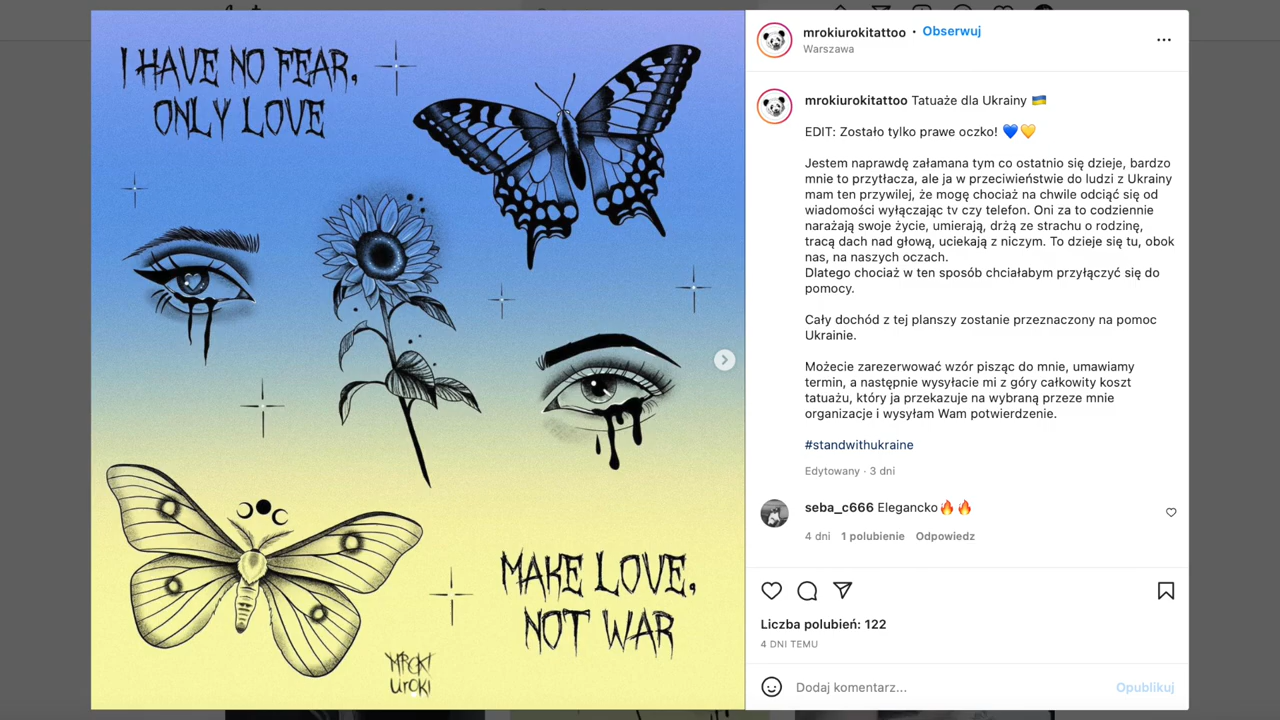 I HAVE NO FEAR,
ONLY LOVE
MAKE LOVE,
NOT WAR
MROKI
UROKI
mrokiurokitattoo • Obserwuj
Warszawa
mrokiurokitattoo Tatuaże dla Ukrainy 🇺🇦
EDIT: Zostało tylko prawe oczko! 💙💛
Jestem naprawdę załamana tym co ostatnio się dzieje, bardzo
mnie to przytłacza, ale ja w przeciwieństwie do ludzi z Ukrainy
mam ten przywilej, że mogę chociaż na chwile odciąć się od
wiadomości wyłączając tv czy telefon. Oni za to codziennie
narażają swoje życie, umierają, drżą ze strachu o rodzinę,
tracą dach nad głową, uciekają z niczym. To dzieje się tu, obok
nas, na naszych oczach.
Dlatego chociaż w ten sposób chciałabym przyłączyć się do
pomocy.
Cały dochód z tej planszy zostanie przeznaczony na pomoc
Ukrainie.
Możecie zarezerwować wzór pisząc do mnie, umawiamy
termin, a następnie wysyłacie mi z góry całkowity koszt
tatuażu, który ja przekazuje na wybraną przeze mnie
organizacje i wysyłam Wam potwierdzenie.
#standwithukraine
Edytowany · 3 dni
seba_c666 Elegancko🔥🔥
4 dni 1 polubienie Odpowiedz
Liczba polubień: 122
4 DNI TEMU
Dodaj komentarz... Opublikuj